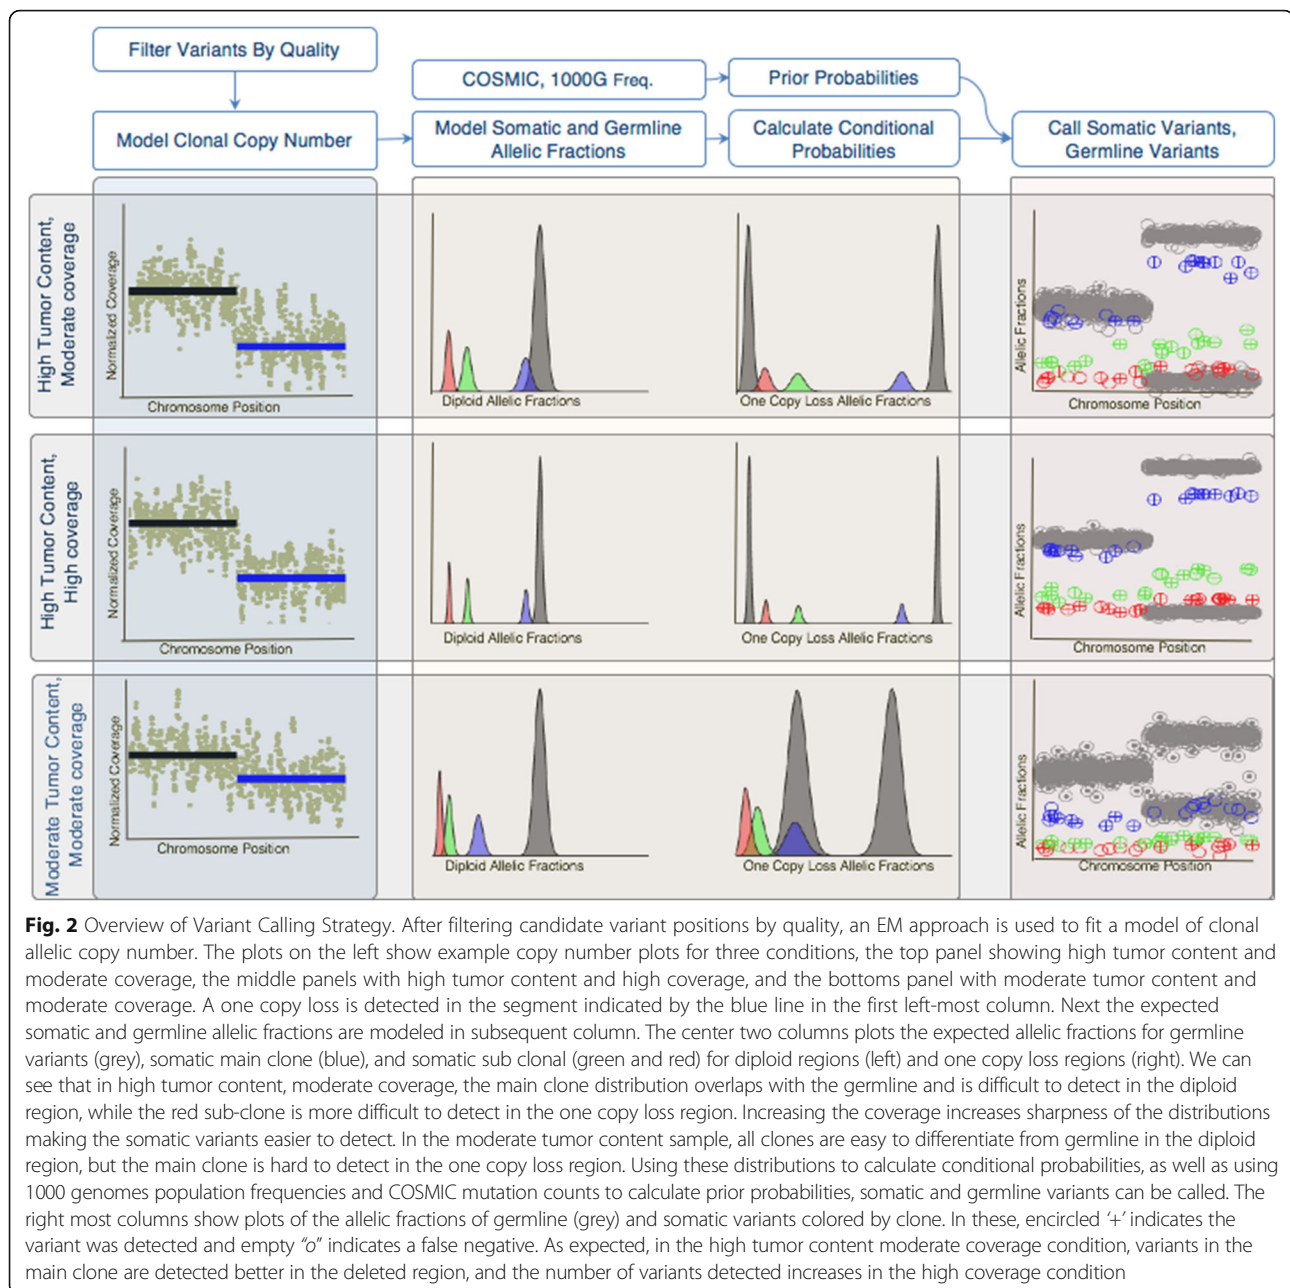 Filter Variants By Quality
COSMIC, 1000G Freq.
Prior Probabilities
Model Clonal Copy Number
Model Somatic and Germline
Allelic Fractions
Calculate Conditional
Probabilities
Call Somatic Variants,
Germline Variants
High Tumor Content,
Moderate coverage
Normalized Coverage
Chromosome Position
Diploid Allelic Fractions
One Copy Loss Allelic Fractions
Allelic Fractions
Chromosome Position
High Tumor Content,
High coverage
Normalized Coverage
Chromosome Position
Diploid Allelic Fractions
One Copy Loss Allelic Fractions
Allelic Fractions
Chromosome Position
Moderate Tumor Content,
Moderate coverage
Normalized Coverage
Chromosome Position
Diploid Allelic Fractions
One Copy Loss Allelic Fractions
Allelic Fractions
Chromosome Position
Fig. 2 Overview of Variant Calling Strategy. After filtering candidate variant positions by quality, an EM approach is used to fit a model of clonal
allelic copy number. The plots on the left show example copy number plots for three conditions, the top panel showing high tumor content and
moderate coverage, the middle panels with high tumor content and high coverage, and the bottoms panel with moderate tumor content and
moderate coverage. A one copy loss is detected in the segment indicated by the blue line in the first left-most column. Next the expected
somatic and germline allelic fractions are modeled in subsequent column. The center two columns plots the expected allelic fractions for germline
variants (grey), somatic main clone (blue), and somatic sub clonal (green and red) for diploid regions (left) and one copy loss regions (right). We can
see that in high tumor content, moderate coverage, the main clone distribution overlaps with the germline and is difficult to detect in the diploid
region, while the red sub-clone is more difficult to detect in the one copy loss region. Increasing the coverage increases sharpness of the distributions
making the somatic variants easier to detect. In the moderate tumor content sample, all clones are easy to differentiate from germline in the diploid
region, but the main clone is hard to detect in the one copy loss region. Using these distributions to calculate conditional probabilities, as well as using
1000 genomes population frequencies and COSMIC mutation counts to calculate prior probabilities, somatic and germline variants can be called. The
right most columns show plots of the allelic fractions of germline (grey) and somatic variants colored by clone. In these, encircled ‘+’ indicates the
variant was detected and empty “o” indicates a false negative. As expected, in the high tumor content moderate coverage condition, variants in the
main clone are detected better in the deleted region, and the number of variants detected increases in the high coverage condition